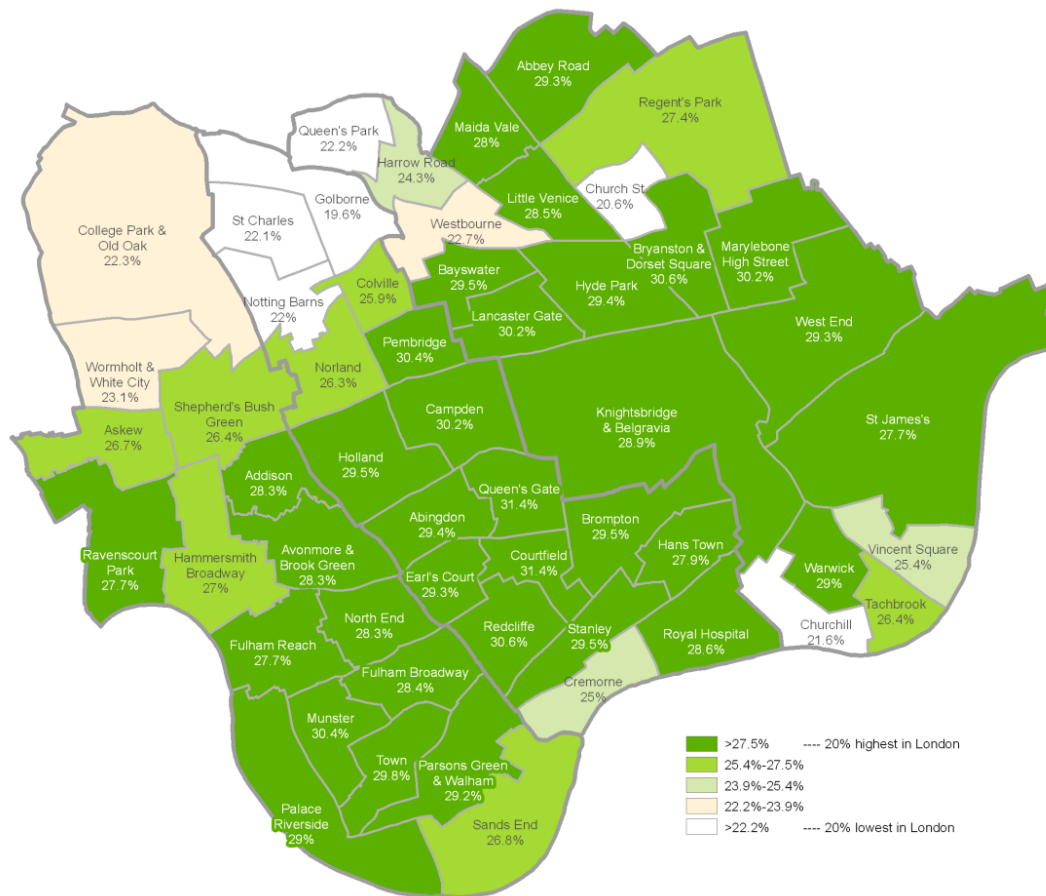 Abbey Road
29.3%
Regent's Park
27.4%
Queen's Park
22.2%
Maida Vale
28%
Harrow Road
24.3%
Church St
20.6%
Golborne
19.6%
Little Venice
28.5%
St Charles
22.1%
Westbourne
22.7%
College Park &
Old Oak
22.3%
Bryanston &
Dorset Square
30.6%
Marylebone
High Street
30.2%
Bayswater
29.5%
Colville
25.9%
Hyde Park
29.4%
Notting Barns
22%
Lancaster Gate
30.2%
West End
29.3%
Pembridge
30.4%
Wormholt &
White City
23.1%
Norland
26.3%
Shepherd's Bush
Green
26.4%
Campden
30.2%
Knightsbridge
& Belgravia
28.9%
St James's
27.7%
Askew
26.7%
Holland
29.5%
Addison
28.3%
Queen's Gate
31.4%
Abingdon
29.4%
Brompton
29.5%
Hans Town
27.9%
Ravenscourt
Park
27.7%
Hammersmith
Broadway
27%
Avonmore &
Brook Green
28.3%
Courtfield
31.4%
Vincent Square
25.4%
Earl's Court
29.3%
Warwick
29%
Tachbrook
26.4%
North End
28.3%
Redcliffe
30.6%
Stanley
29.5%
Royal Hospital
28.6%
Churchill
21.6%
Fulham Reach
27.7%
Fulham Broadway
28.4%
Cremorne
25%
Munster
30.4%
Town
29.8%
Parsons Green
& Walham
29.2%
Palace
Riverside
29%
Sands End
26.8%
>27.5% ---- 20% highest in London
25.4%-27.5%
23.9%-25.4%
22.2%-23.9%
>22.2% ---- 20% lowest in London